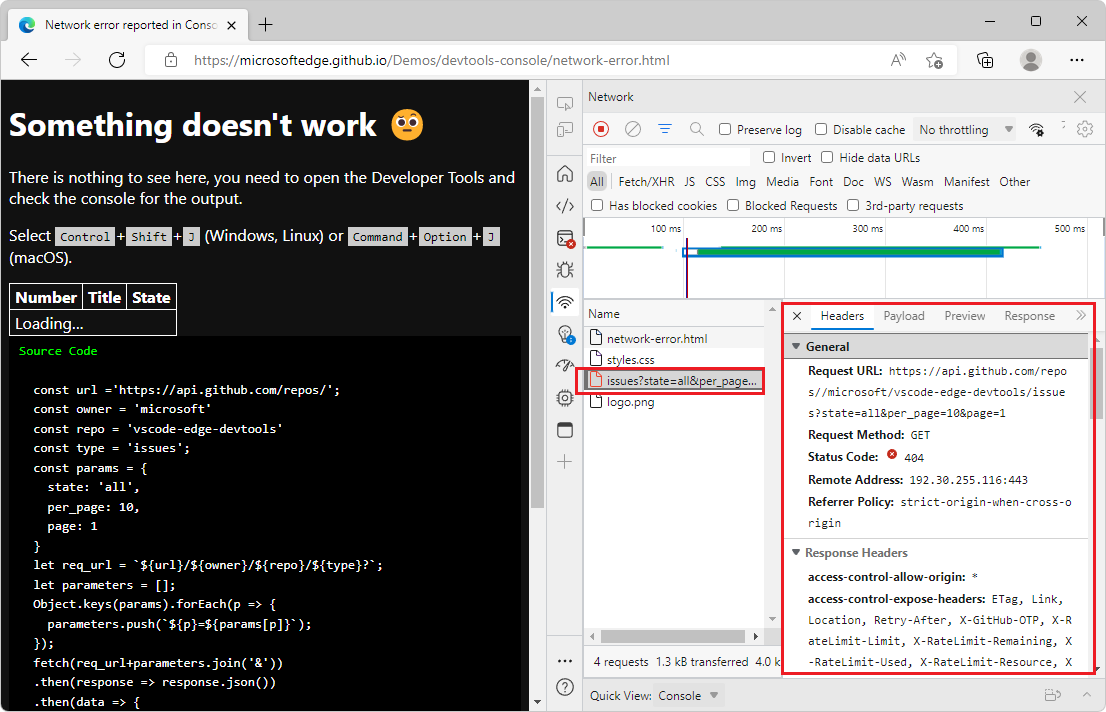 Network error reported in Consc
https://microsoftedge.github.io/Demos/devtools-console/network-error.html
Something doesn't work
There is nothing to see here, you need to open the Developer Tools and
check the console for the output.
Select Control+Shift+J (Windows, Linux) or Command+Option+J
(macOS).
Number Title State
Loading...
Source Code
const url ='https://api.github.com/repos/';
const owner = 'microsoft'
const repo = 'vscode-edge-devtools'
const type = 'issues';
const params = {
  state: 'all',
  per_page: 10,
  page: 1
}
let req_url = `${url}/${owner}/${repo}/${type}?`;
let parameters = [];
Object.keys(params).forEach(p => {
  parameters.push(`${p}=${params[p]}`);
});
fetch(req_url+parameters.join('&'))
.then(response => response.json())
.then(data => {
Network
Preserve log Disable cache No throttling
Filter Invert Hide data URLs
All Fetch/XHR JS CSS Img Media Font Doc WS Wasm Manifest Other
Has blocked cookies Blocked Requests 3rd-party requests
100 ms 200 ms 300 ms 400 ms 500 ms
Name
network-error.html
styles.css
issues?state=all&per_page...
logo.png
4 requests 1.3 kB transferred 4.0 k
Headers Payload Preview Response
General
Request URL: https://api.github.com/repo
s//microsoft/vscode-edge-devtools/issue
s?state=all&per_page=10&page=1
Request Method: GET
Status Code: 404
Remote Address: 192.30.255.116:443
Referrer Policy: strict-origin-when-cross-o
rigin
Response Headers
access-control-allow-origin: *
access-control-expose-headers: ETag, Link,
Location, Retry-After, X-GitHub-OTP, X-R
ateLimit-Limit, X-RateLimit-Remaining, X
-RateLimit-Used, X-RateLimit-Resource, X
Quick View: Console